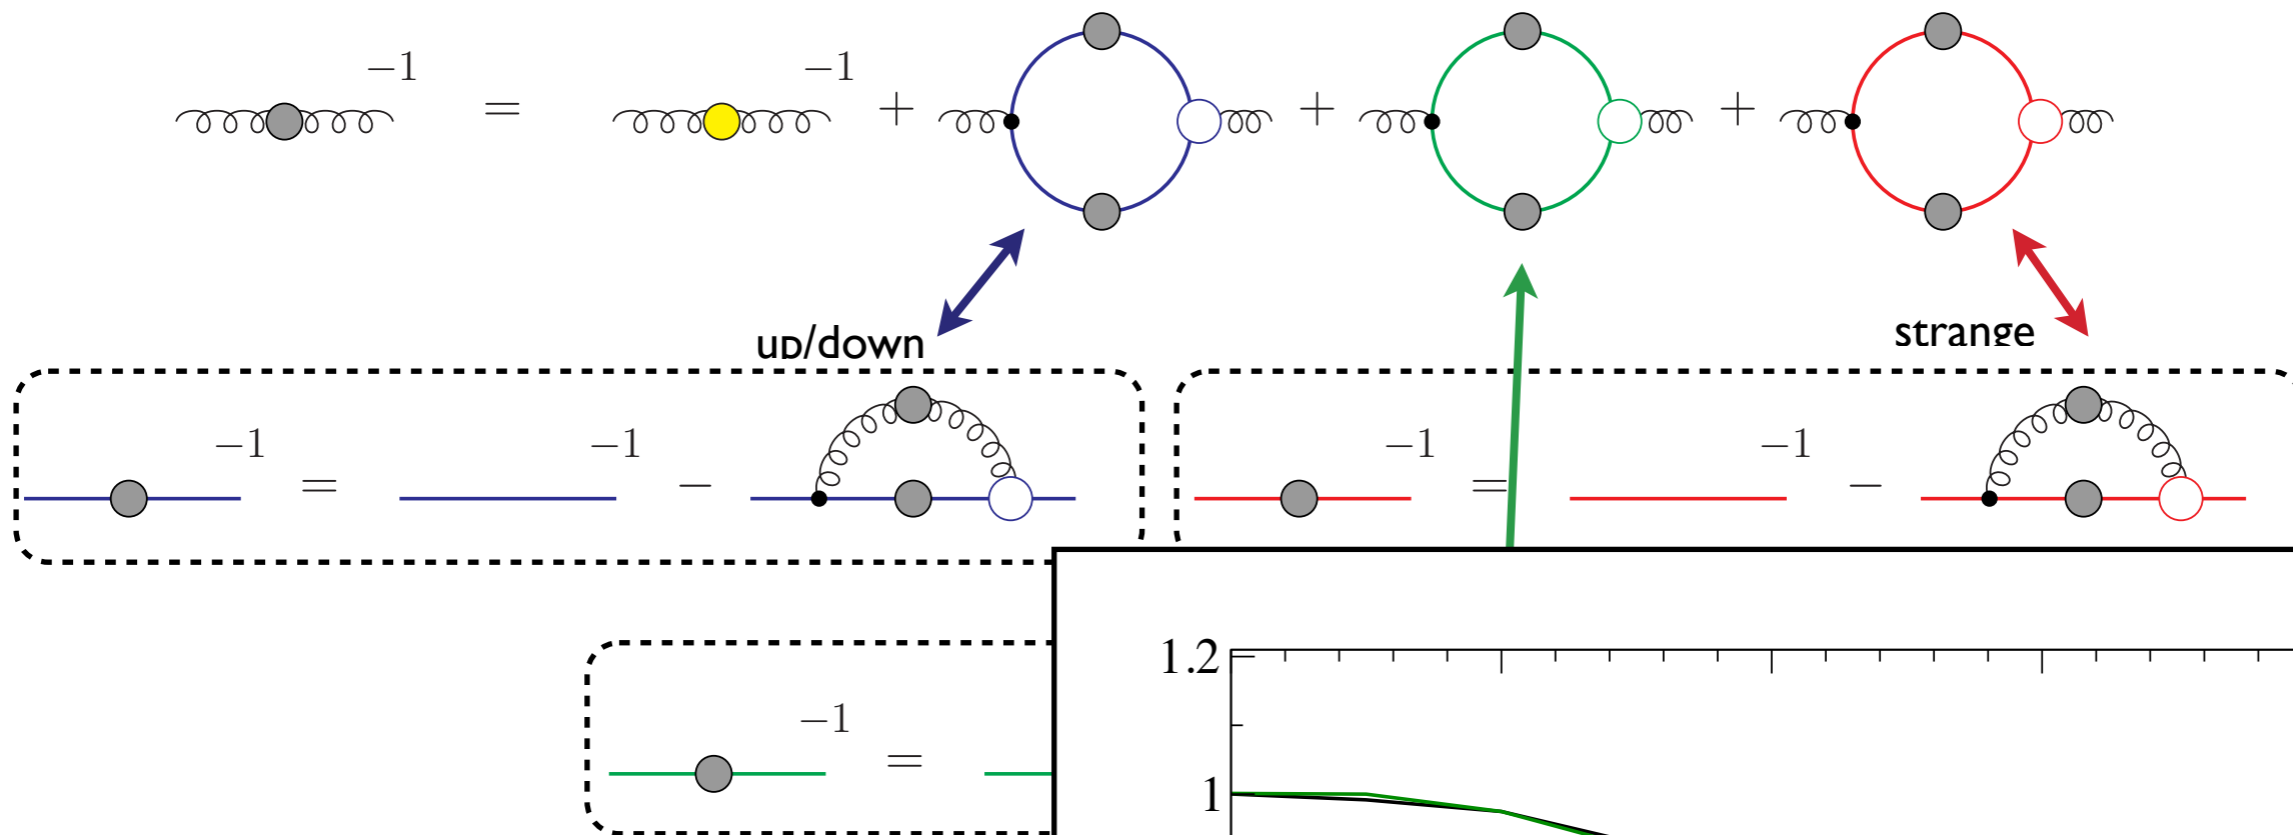 −1 = −1 + + +
up/down
strange
−1 = −1 −
−1 = −1 −
−1 =
1.2
1